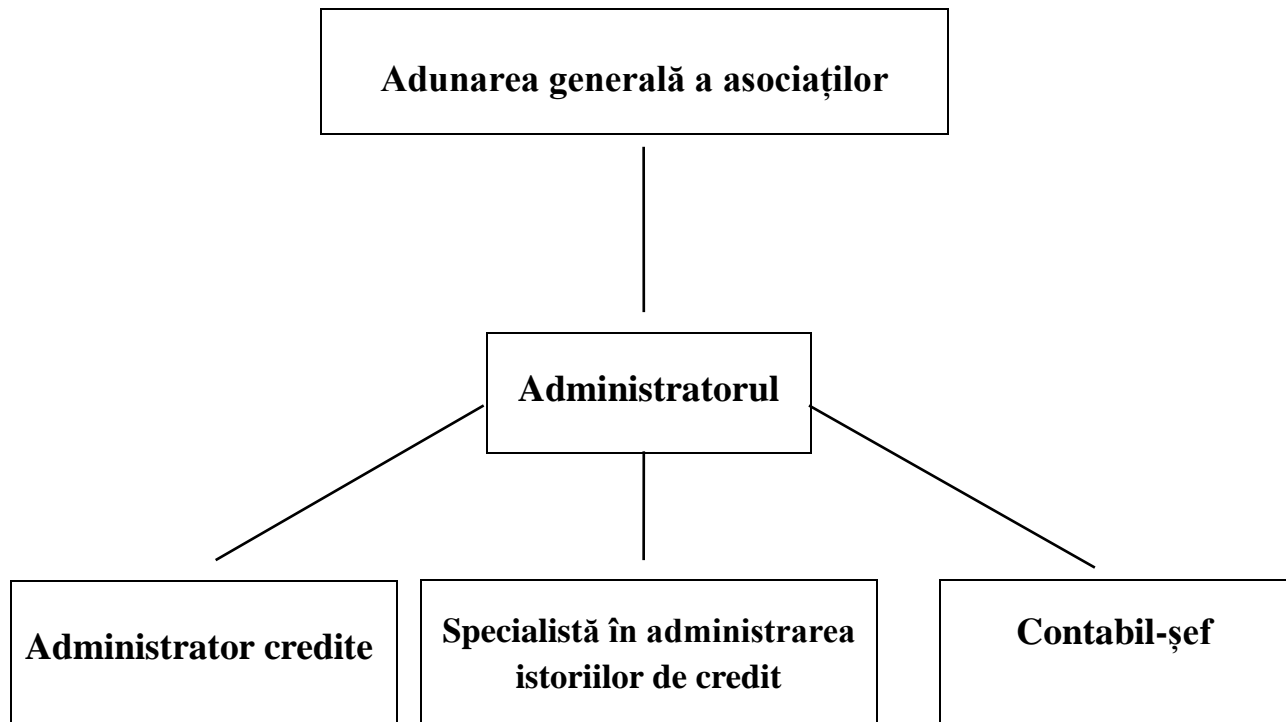 Adunarea generală a asociaților
Administratorul
Administrator credite
Specialistă în administrarea
istoriilor de credit
Contabil-șef